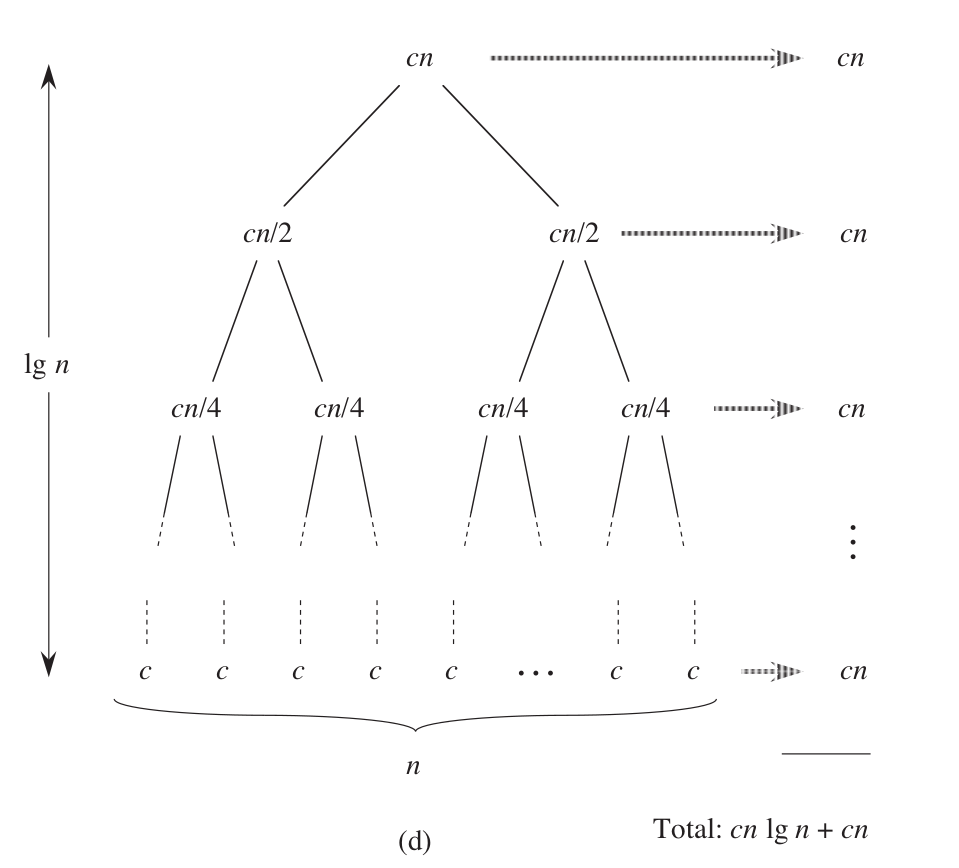 cn cn
cn/2 cn/2 cn
lg n
cn/4 cn/4 cn/4 cn/4 cn
⋮
c c c c c … c c cn
n
Total: cn lg n + cn
(d)